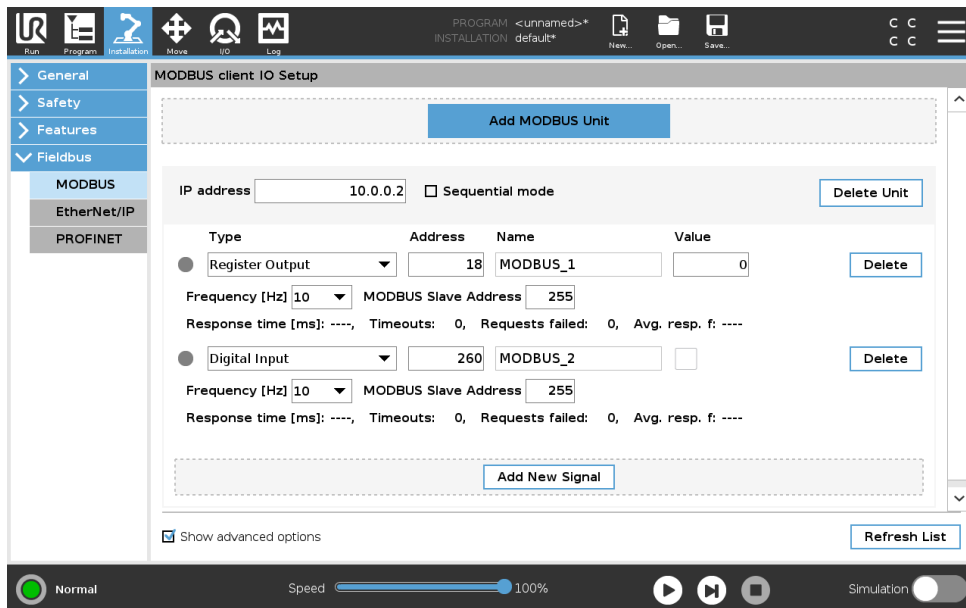 UR
PROGRAM <unnamed>*
INSTALLATION default*
C C
C C
Run Program Installation Move I/O Log New... Open... Save...
General
Safety
Features
Fieldbus
MODBUS
EtherNet/IP
PROFINET
MODBUS client IO Setup
Add MODBUS Unit
IP address 10.0.0.2 Sequential mode Delete Unit
Type Address Name Value
Register Output 18 MODBUS_1 0 Delete
Frequency [Hz] 10 MODBUS Slave Address 255
Response time [ms]: ----, Timeouts: 0, Requests failed: 0, Avg. resp. f: ----
Digital Input 260 MODBUS_2 Delete
Frequency [Hz] 10 MODBUS Slave Address 255
Response time [ms]: ----, Timeouts: 0, Requests failed: 0, Avg. resp. f: ----
Add New Signal
Show advanced options Refresh List
Normal Speed 100% Simulation